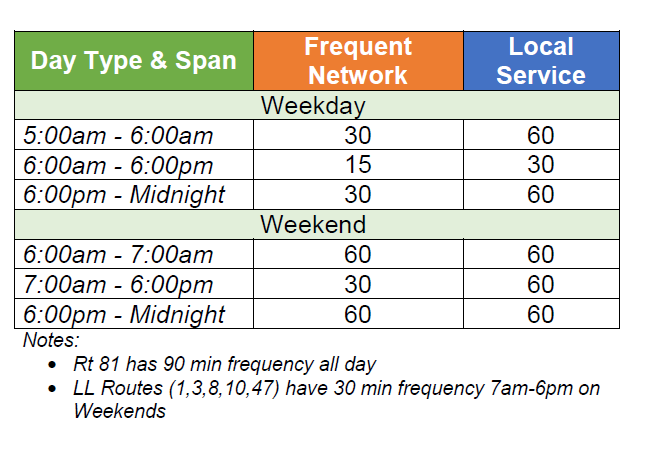 Day Type & Span Frequent Network Local Service
Weekday
5:00am - 6:00am 30 60
6:00am - 6:00pm 15 30
6:00pm - Midnight 30 60
Weekend
6:00am - 7:00am 60 60
7:00am - 6:00pm 30 60
6:00pm - Midnight 60 60
Notes:
• Rt 81 has 90 min frequency all day
• LL Routes (1,3,8,10,47) have 30 min frequency 7am-6pm on
Weekends